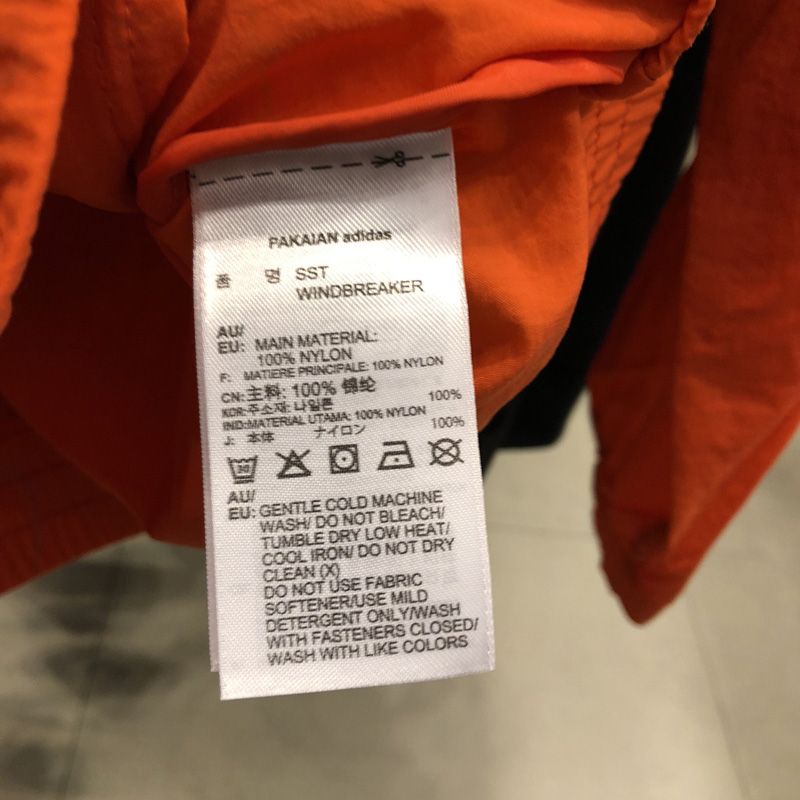 PAKAIAN adidas
품 명 SST
WINDBREAKER
AU/
EU: MAIN MATERIAL:
100% NYLON
F: MATIERE PRINCIPALE: 100% NYLON
CN:主料: 100% 锦纶
KOR:주소재: 나일론 100%
IND:MATERIAL UTAMA: 100% NYLON
J: 本体 ナイロン 100%
30
AU/
EU: GENTLE COLD MACHINE
WASH/ DO NOT BLEACH/
TUMBLE DRY LOW HEAT/
COOL IRON/ DO NOT DRY
CLEAN (X)
DO NOT USE FABRIC
SOFTENER/USE MILD
DETERGENT ONLY/WASH
WITH FASTENERS CLOSED/
WASH WITH LIKE COLORS